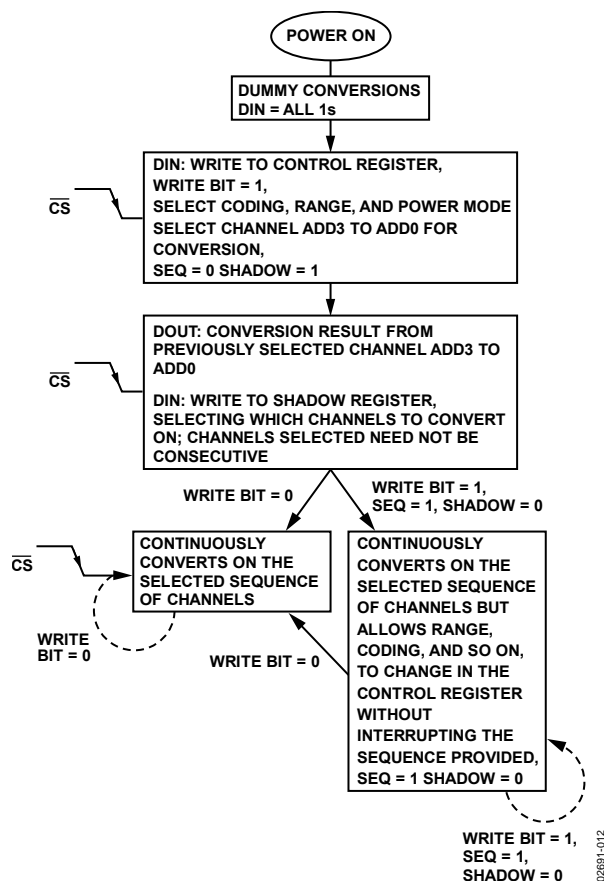 POWER ON
DUMMY CONVERSIONS
DIN = ALL 1s
CS
DIN: WRITE TO CONTROL REGISTER,
WRITE BIT = 1,
SELECT CODING, RANGE, AND POWER MODE
SELECT CHANNEL ADD3 TO ADD0 FOR
CONVERSION,
SEQ = 0 SHADOW = 1
CS
DOUT: CONVERSION RESULT FROM
PREVIOUSLY SELECTED CHANNEL ADD3 TO
ADD0
DIN: WRITE TO SHADOW REGISTER,
SELECTING WHICH CHANNELS TO CONVERT
ON; CHANNELS SELECTED NEED NOT BE
CONSECUTIVE
WRITE BIT = 0
WRITE BIT = 1,
SEQ = 1, SHADOW = 0
CS
CONTINUOUSLY
CONVERTS ON THE
SELECTED SEQUENCE
OF CHANNELS
WRITE
BIT = 0
WRITE BIT = 0
CONTINUOUSLY
CONVERTS ON THE
SELECTED SEQUENCE
OF CHANNELS BUT
ALLOWS RANGE,
CODING, AND SO ON,
TO CHANGE IN THE
CONTROL REGISTER
WITHOUT
INTERRUPTING THE
SEQUENCE PROVIDED,
SEQ = 1 SHADOW = 0
WRITE BIT = 1,
SEQ = 1,
SHADOW = 0
02691-012